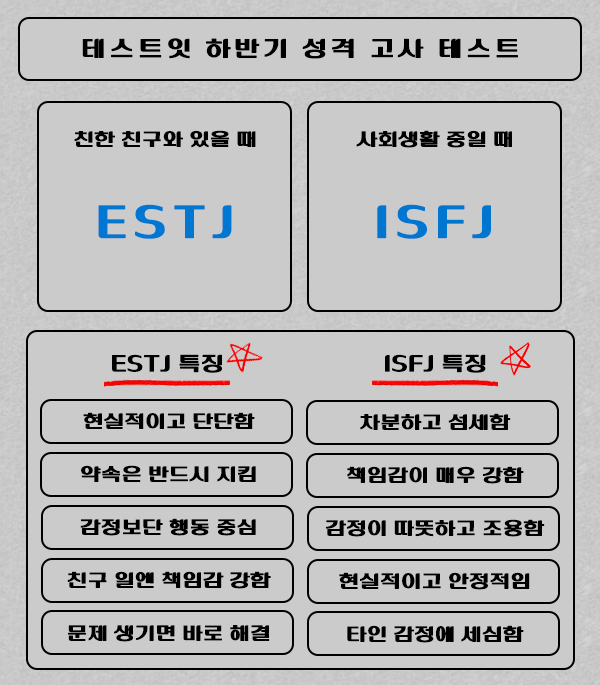 테스트잇 하반기 성격 고사 테스트
친한 친구와 있을 때
ESTJ
사회생활 중일 때
ISFJ
ESTJ 특징
현실적이고 단단함
약속은 반드시 지킴
감정보단 행동 중심
친구 일엔 책임감 강함
문제 생기면 바로 해결
ISFJ 특징
차분하고 섬세함
책임감이 매우 강함
감정이 따뜻하고 조용함
현실적이고 안정적임
타인 감정에 세심함